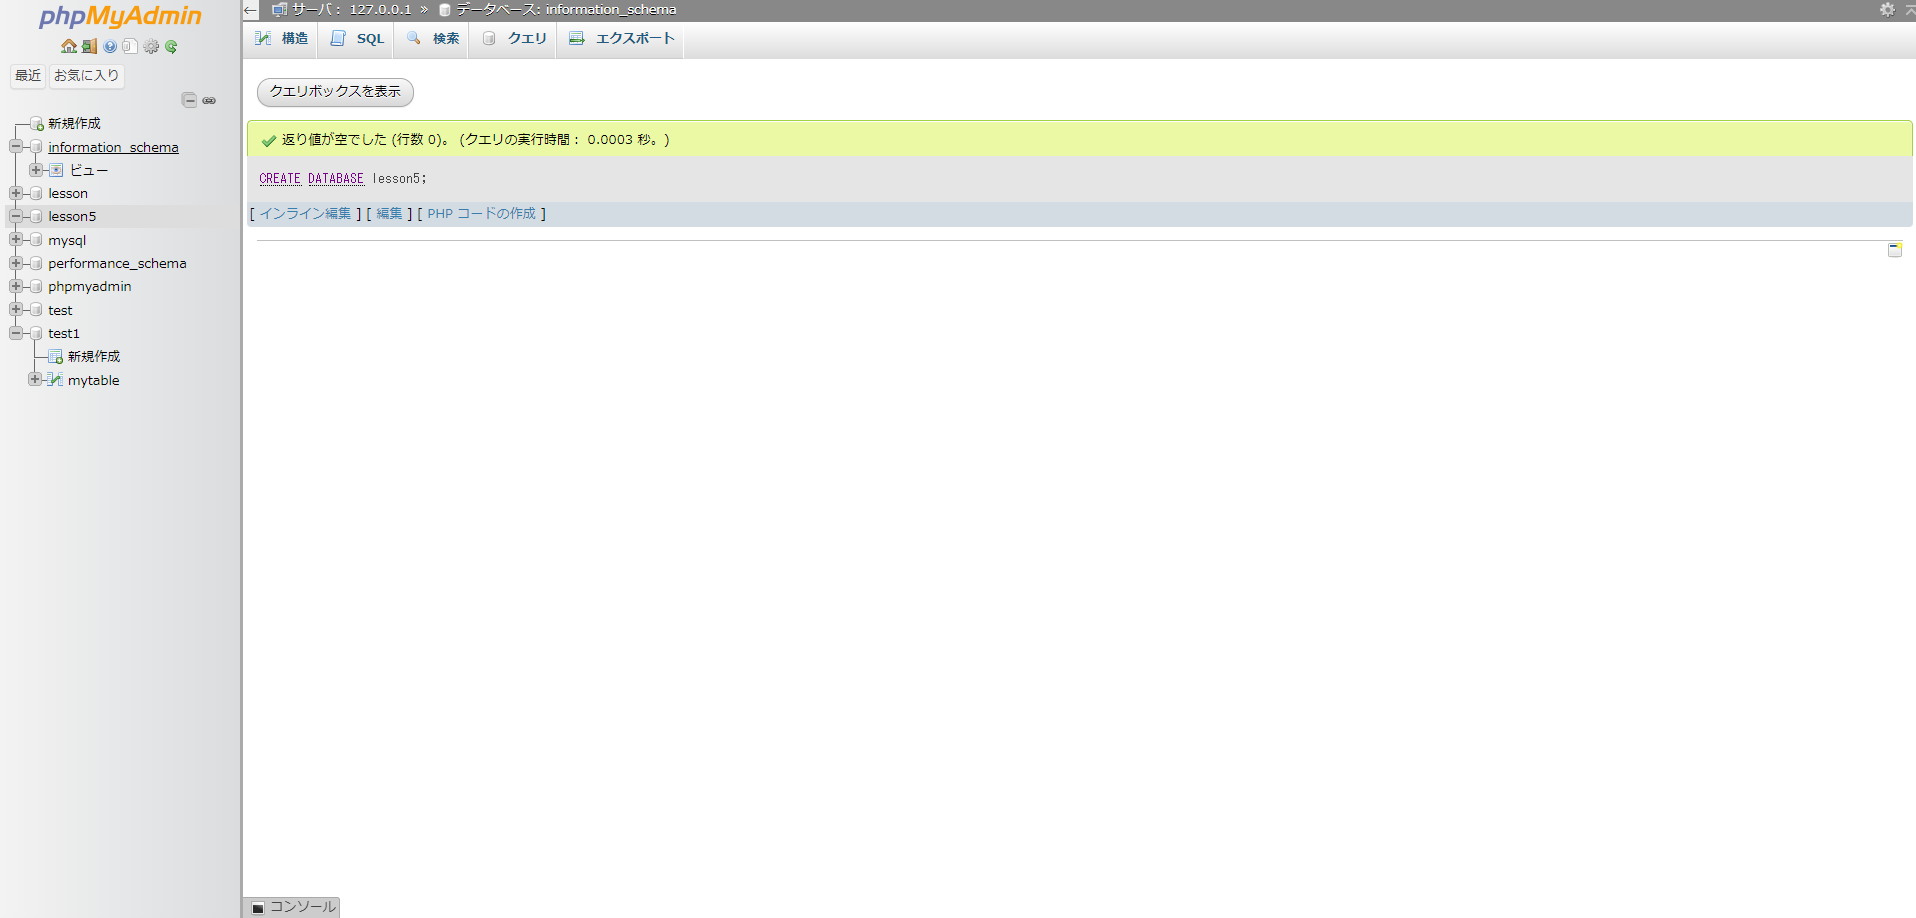 phpMyAdmin
最近 お気に入り
新規作成
information_schema
ビュー
lesson
lesson5
mysql
performance_schema
phpmyadmin
test
test1
新規作成
mytable
サーバ： 127.0.0.1 » データベース: information_schema
構造 SQL 検索 クエリ エクスポート
クエリボックスを表示
返り値が空でした (行数 0)。 (クエリの実行時間： 0.0003 秒。)
CREATE DATABASE lesson5;
[ インライン編集 ] [ 編集 ] [ PHP コードの作成 ]
コンソール